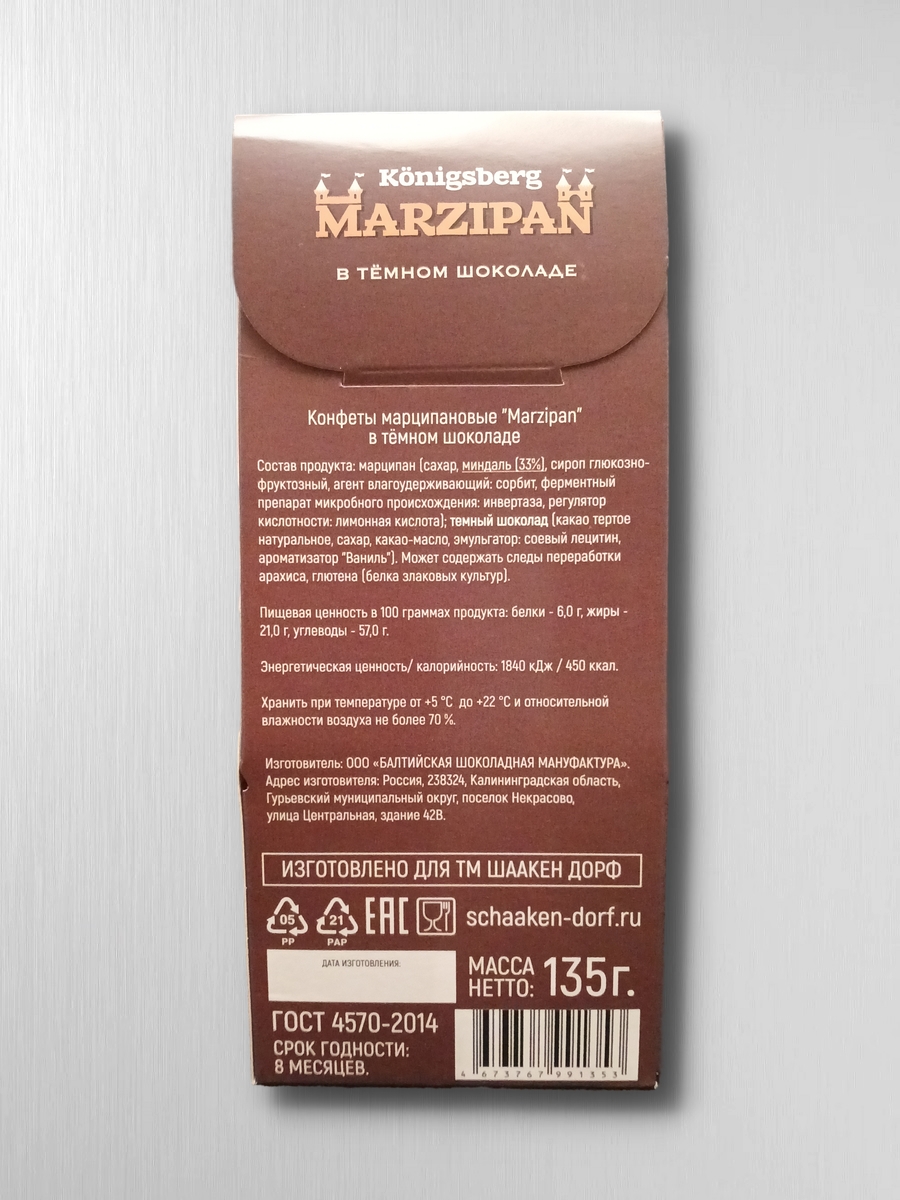 Königsberg
MARZIPAN
В ТЁМНОМ ШОКОЛАДЕ
Конфеты марципановые "Marzipan"
в тёмном шоколаде
Состав продукта: марципан (сахар, миндаль (33%), сироп глюкозно-
фруктозный, агент влагоудерживающий: сорбит, ферментный
препарат микробного происхождения: инвертаза, регулятор
кислотности: лимонная кислота); темный шоколад (какао тертое
натуральное, сахар, какао-масло, эмульгатор: соевый лецитин,
ароматизатор "Ваниль"). Может содержать следы переработки
арахиса, глютена (белка злаковых культур).
Пищевая ценность в 100 граммах продукта: белки - 6,0 г, жиры -
21,0 г, углеводы - 57,0 г.
Энергетическая ценность/ калорийность: 1840 кДж / 450 ккал.
Хранить при температуре от +5 °С до +22 °С и относительной
влажности воздуха не более 70 %.
Изготовитель: ООО «БАЛТИЙСКАЯ ШОКОЛАДНАЯ МАНУФАКТУРА».
Адрес изготовителя: Россия, 238324, Калининградская область,
Гурьевский муниципальный округ, поселок Некрасово,
улица Центральная, здание 42В.
ИЗГОТОВЛЕНО ДЛЯ ТМ ШААКЕН ДОРФ
05 21 EAC schaaken-dorf.ru
PP PAP
ДАТА ИЗГОТОВЛЕНИЯ:
МАССА
НЕТТО: 135г.
ГОСТ 4570-2014
СРОК ГОДНОСТИ:
8 МЕСЯЦЕВ.
4 673767 991353